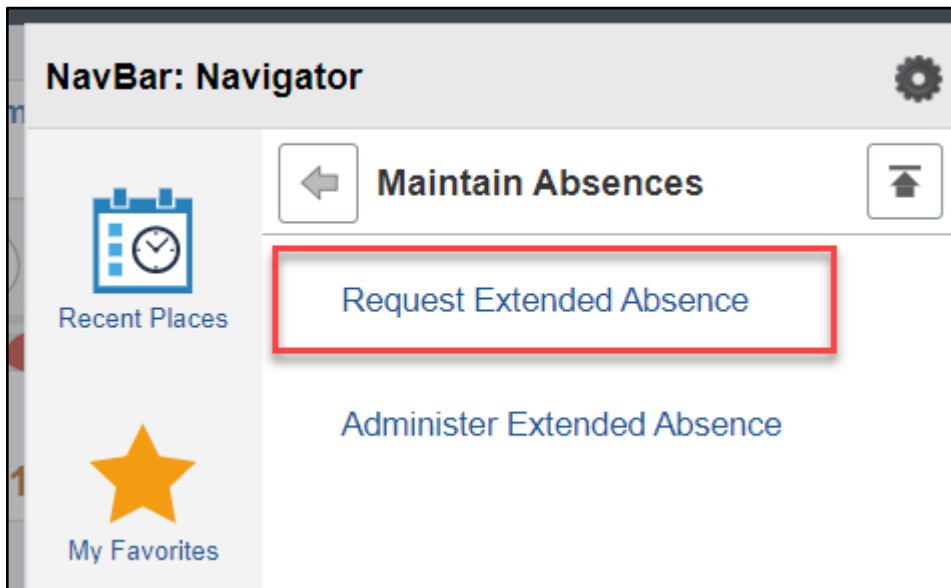 NavBar: Navigator
Maintain Absences
Recent Places
Request Extended Absence
Administer Extended Absence
My Favorites